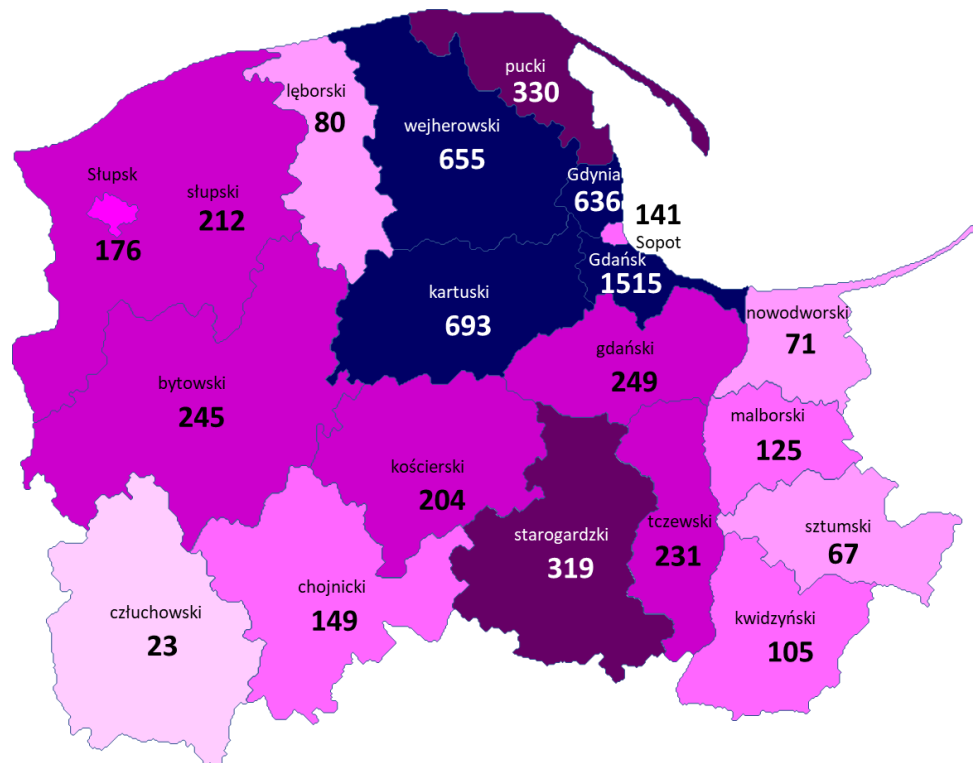 pucki
330
lęborski
80
wejherowski
655
Słupsk
176
słupski
212
Gdynia
636
141
Sopot
Gdańsk
1515
kartuski
693
nowodworski
71
gdański
249
bytowski
245
malborski
125
kościerski
204
starogardzki
319
tczewski
231
sztumski
67
chojnicki
149
człuchowski
23
kwidzyński
105